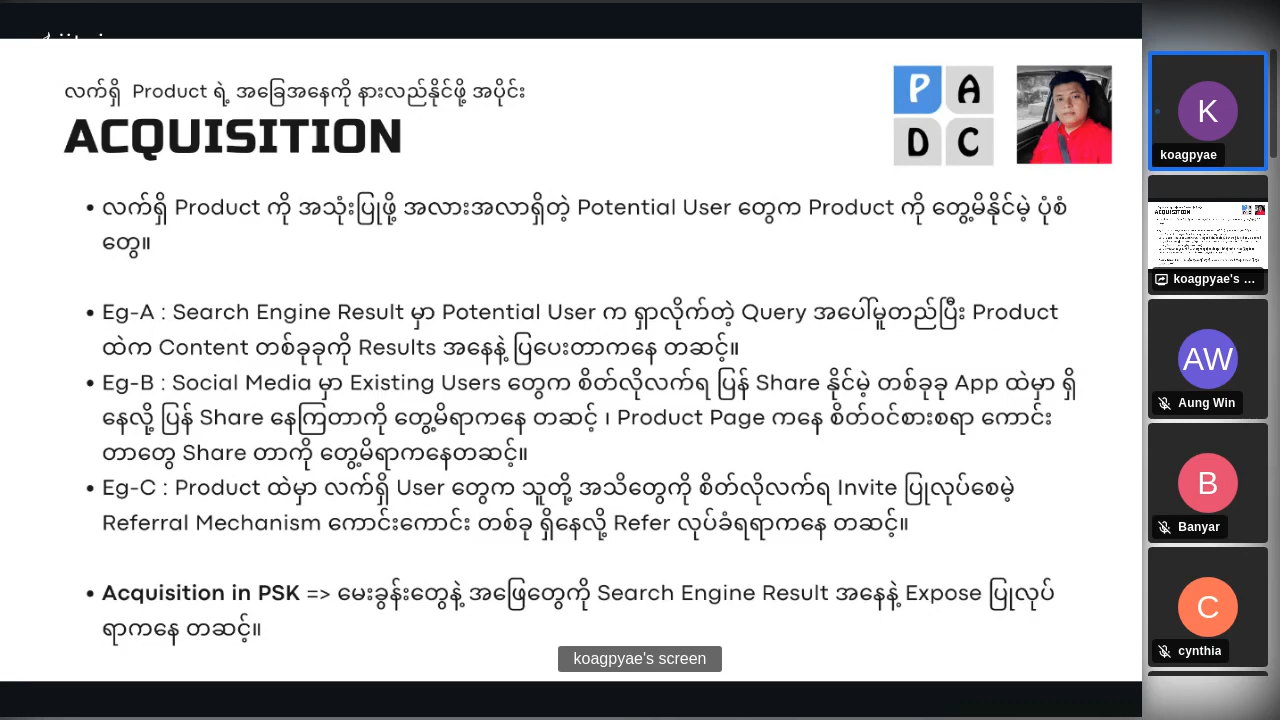 လက်ရှိ Product ရဲ့ အခြေအနေကို နားလည်နိုင်ဖို့ အပိုင်း
ACQUISITION
P A
D C
• လက်ရှိ Product ကို အသုံးပြုဖို့ အလားအလာရှိတဲ့ Potential User တွေက Product ကို တွေ့မိနိုင်မဲ့ ပုံစံ
တွေ။
• Eg-A : Search Engine Result မှာ Potential User က ရှာလိုက်တဲ့ Query အပေါ်မူတည်ပြီး Product
ထဲက Content တစ်ခုခုကို Results အနေနဲ့ ပြပေးတာကနေ တဆင့်။
• Eg-B : Social Media မှာ Existing Users တွေက စိတ်လိုလက်ရ ပြန် Share နိုင်မဲ့ တစ်ခုခု App ထဲမှာ ရှိ
နေလို့ ပြန် Share နေကြတာကို တွေ့မိရာကနေ တဆင့် ၊ Product Page ကနေ စိတ်ဝင်စားစရာ ကောင်း
တာတွေ Share တာကို တွေ့မိရာကနေတဆင့်။
• Eg-C : Product ထဲမှာ လက်ရှိ User တွေက သူတို့ အသိတွေကို စိတ်လိုလက်ရ Invite ပြုလုပ်စေမဲ့
Referral Mechanism ကောင်းကောင်း တစ်ခု ရှိနေလို့ Refer လုပ်ခံရရာကနေ တဆင့်။
• Acquisition in PSK => မေးခွန်းတွေနဲ့ အဖြေတွေကို Search Engine Result အနေနဲ့ Expose ပြုလုပ်
ရာကနေ တဆင့်။
koagpyae's screen
K
koagpyae
ACQUISITION
koagpyae's ...
AW
Aung Win
B
Banyar
C
cynthia